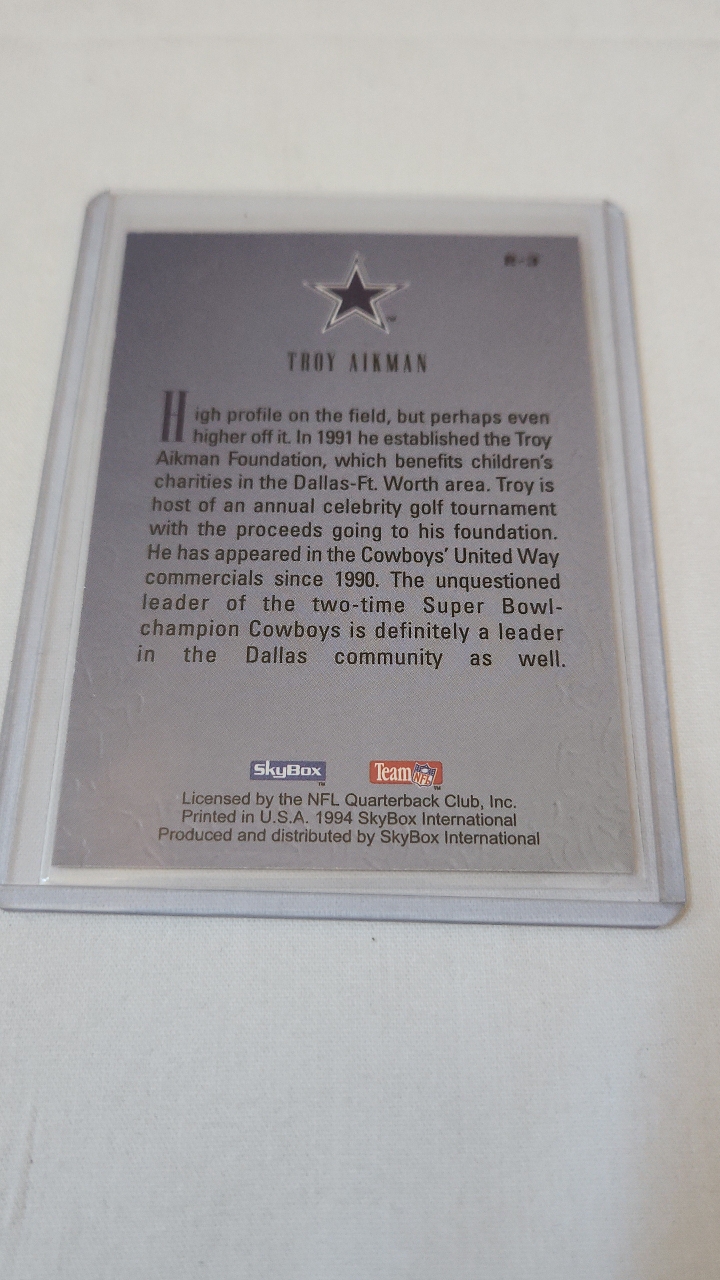 TROY AIKMAN
High profile on the field, but perhaps even
higher off it. In 1991 he established the Troy
Aikman Foundation, which benefits children's
charities in the Dallas-Ft. Worth area. Troy is
host of an annual celebrity golf tournament
with the proceeds going to his foundation.
He has appeared in the Cowboys' United Way
commercials since 1990. The unquestioned
leader of the two-time Super Bowl-
champion Cowboys is definitely a leader
in the Dallas community as well.
SkyBox™ Team NFL™
Licensed by the NFL Quarterback Club, Inc.
Printed in U.S.A. 1994 SkyBox International
Produced and distributed by SkyBox International